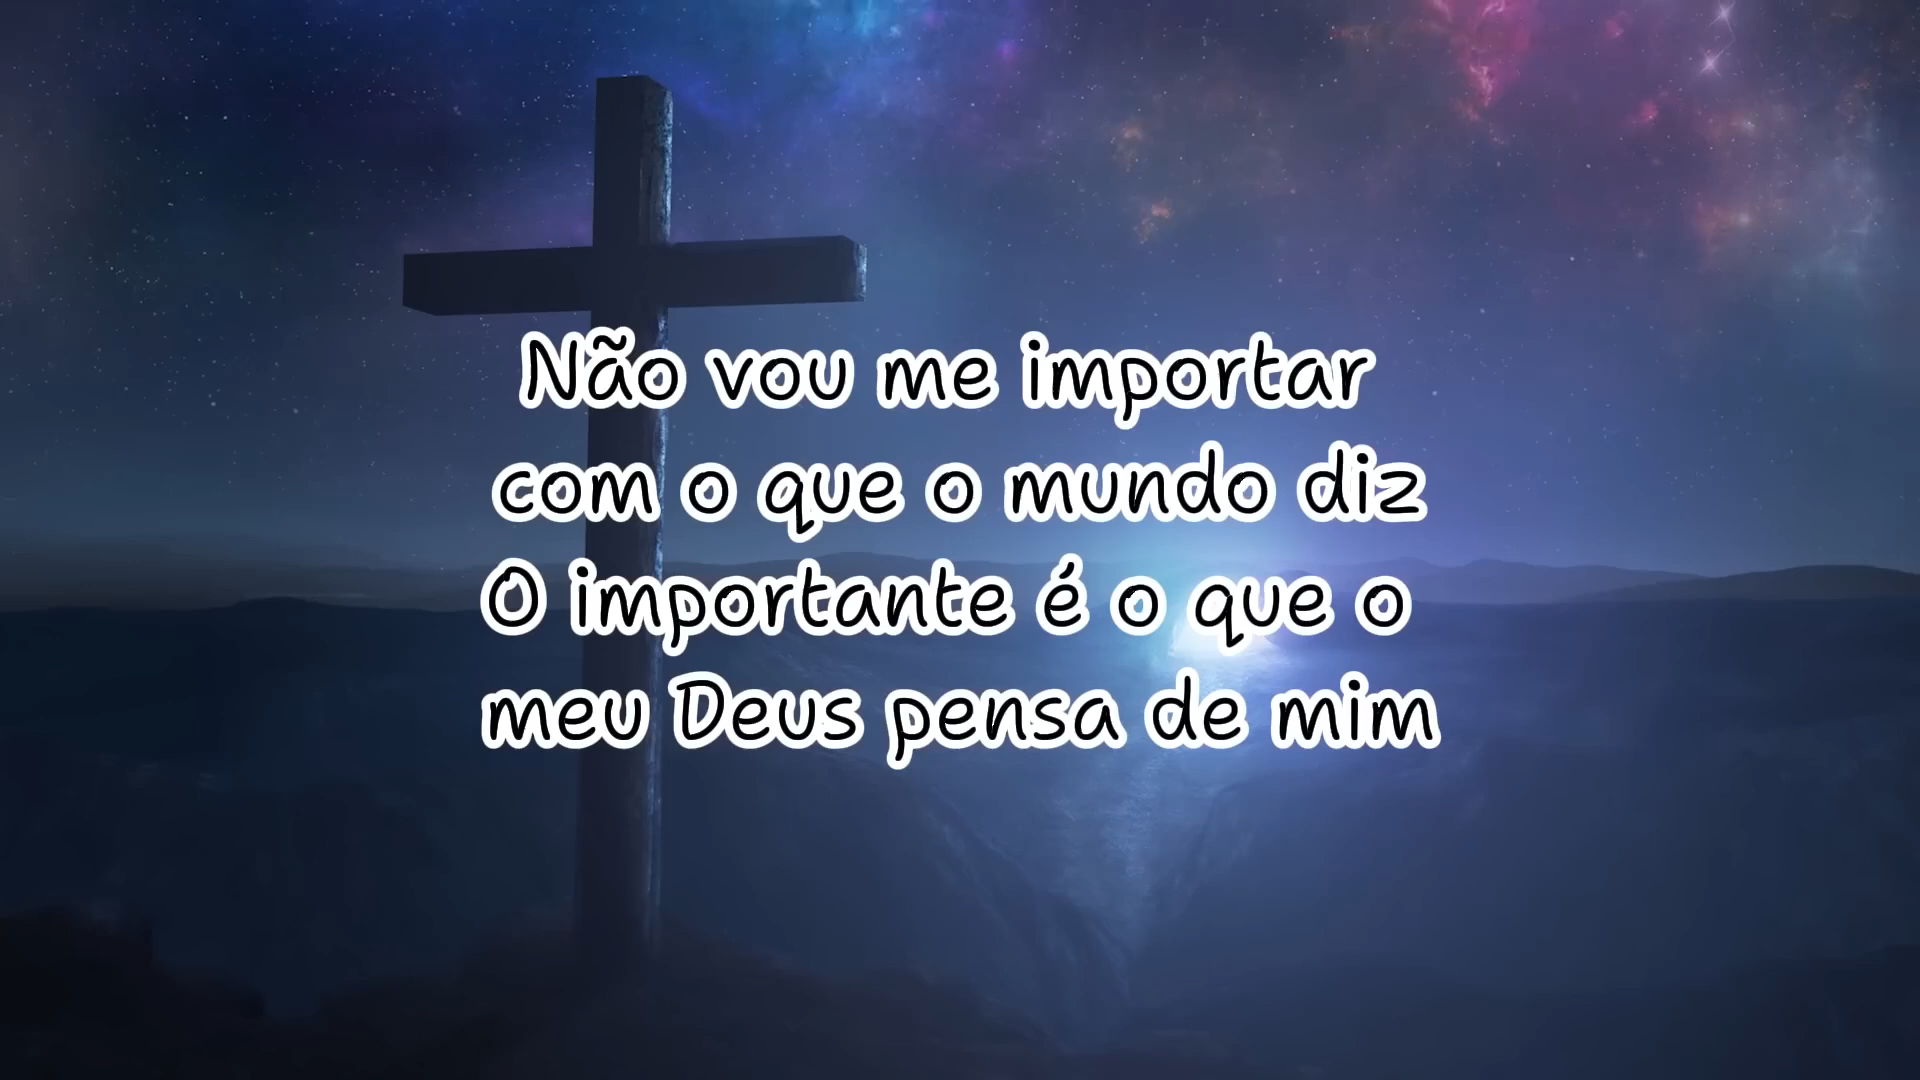 Não vou me importar
com o que o mundo diz
O importante é o que o
meu Deus pensa de mim